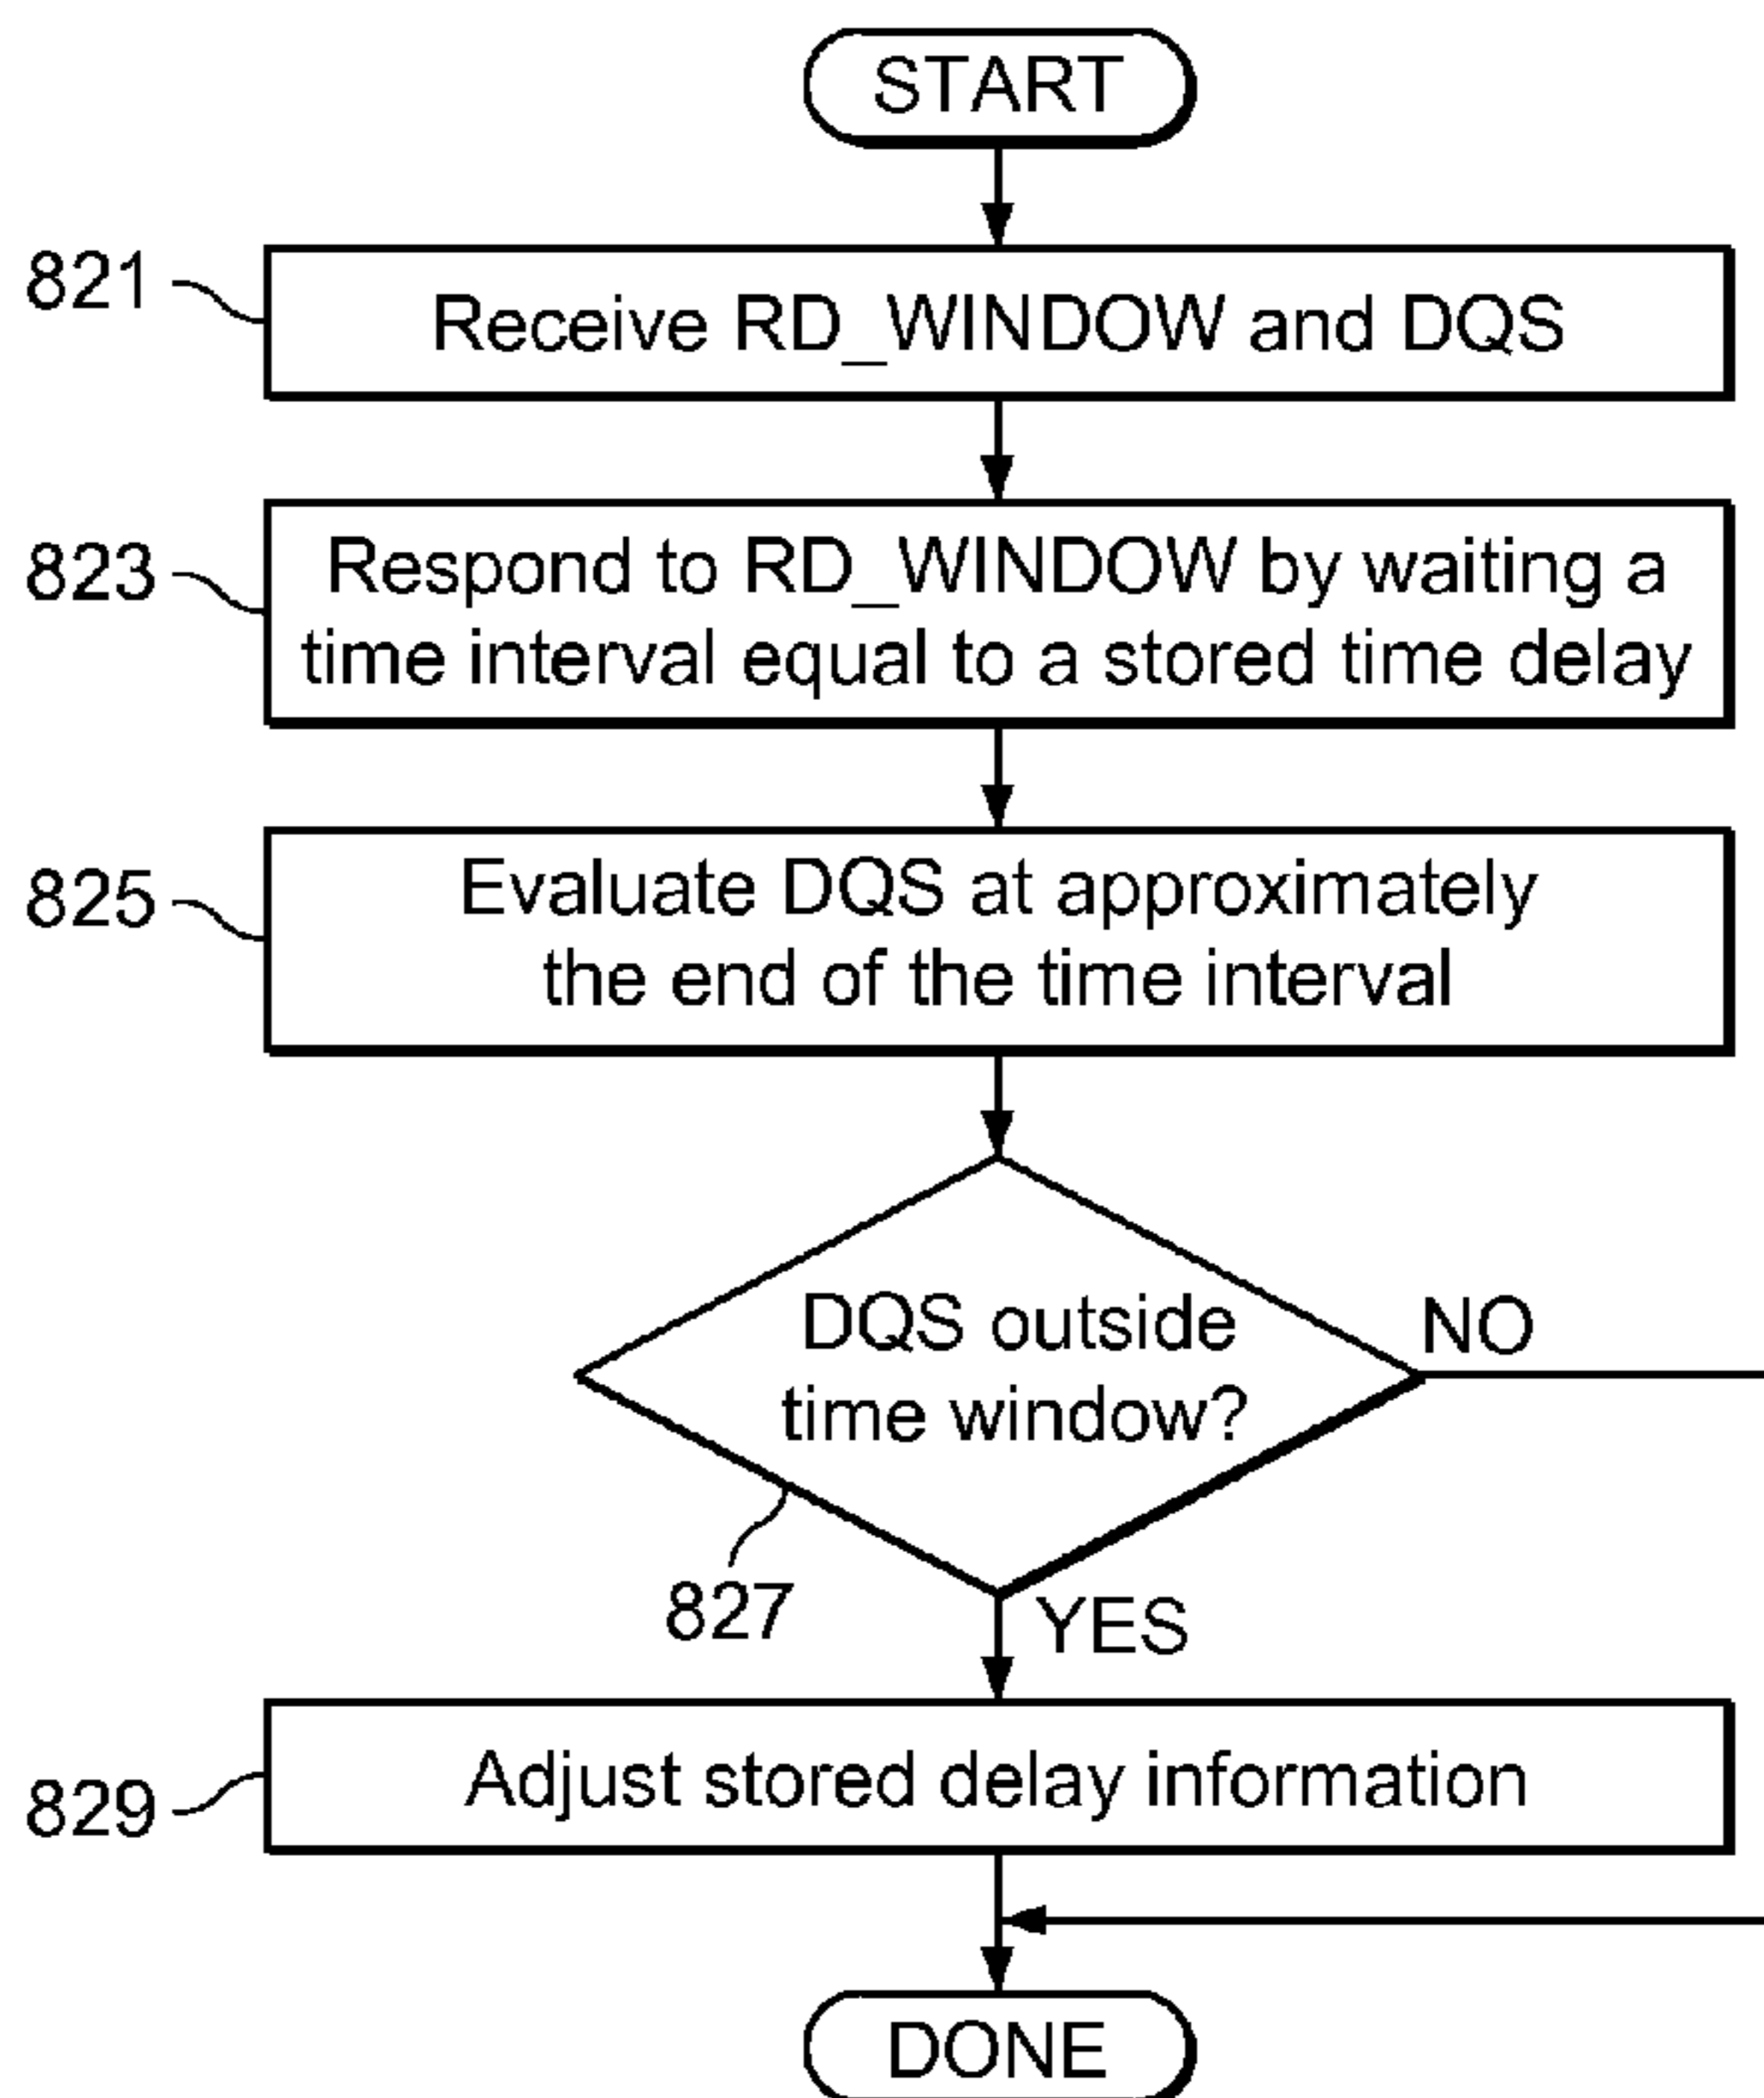 START
821
Receive RD_WINDOW and DQS
823
Respond to RD_WINDOW by waiting a
time interval equal to a stored time delay
825
Evaluate DQS at approximately
the end of the time interval
DQS outside
time window?
NO
827
YES
829
Adjust stored delay information
DONE